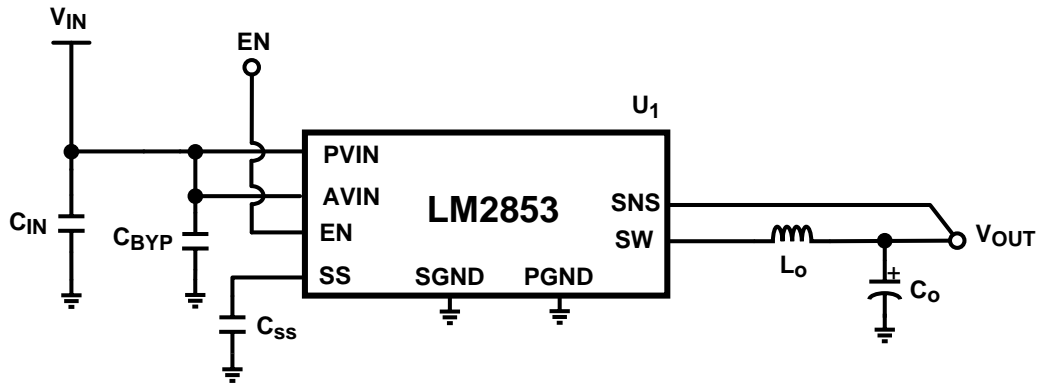 VIN
EN
U1
PVIN
AVIN
EN
SS
LM2853
SNS
SW
SGND
PGND
CIN
CBYP
Css
Lo
+
Co
VOUT